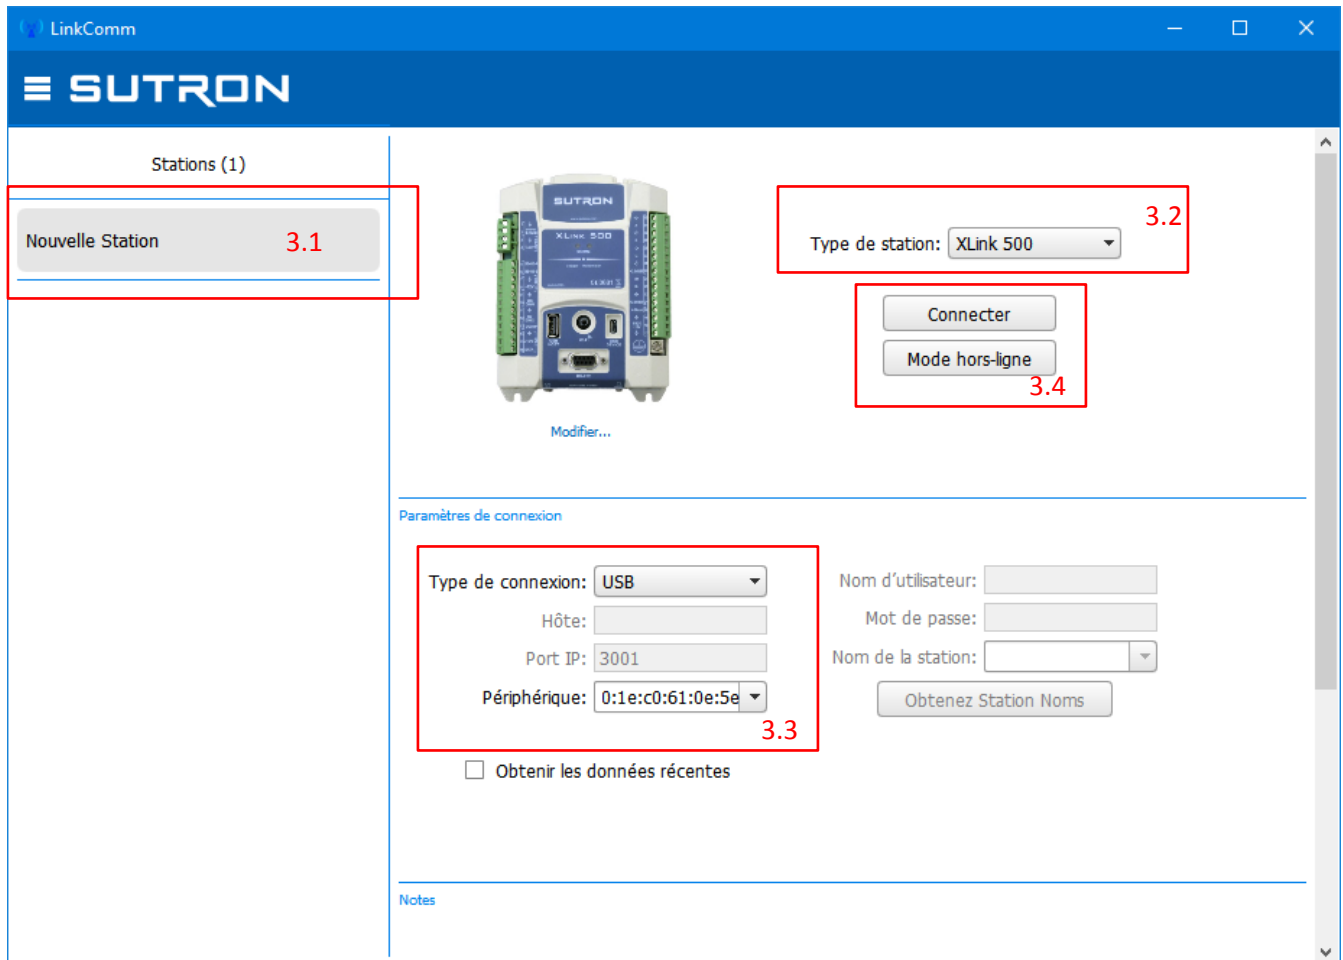 LinkComm
SUTRON
Stations (1)
Nouvelle Station
3.1
SUTRON
XLINK 500
Type de station: XLink 500
3.2
Connecter
Mode hors-ligne
3.4
Modifier...
Paramètres de connexion
Type de connexion: USB
Hôte:
Port IP: 3001
Périphérique: 0:1e:c0:61:0e:5e
3.3
Nom d'utilisateur:
Mot de passe:
Nom de la station:
Obtenez Station Noms
Obtenir les données récentes
Notes